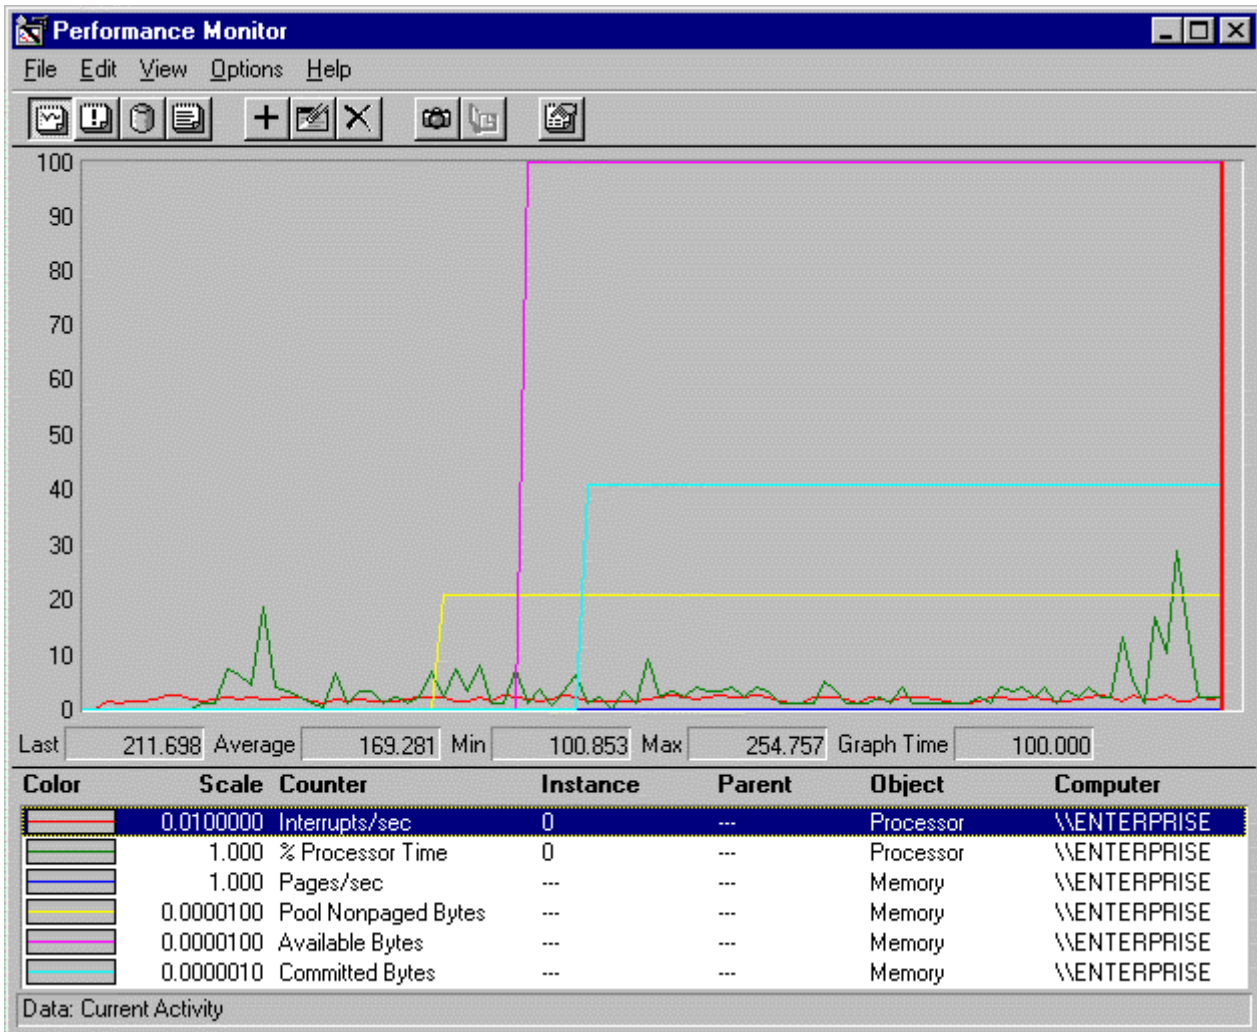 Performance Monitor
File Edit View Options Help
100
90
80
70
60
50
40
30
20
10
0
Last 211.698 Average 169.281 Min 100.853 Max 254.757 Graph Time 100.000
Color Scale Counter Instance Parent Object Computer
0.0100000 Interrupts/sec 0 --- Processor \\ENTERPRISE
1.000 % Processor Time 0 --- Processor \\ENTERPRISE
1.000 Pages/sec --- --- Memory \\ENTERPRISE
0.0000100 Pool Nonpaged Bytes --- --- Memory \\ENTERPRISE
0.0000100 Available Bytes --- --- Memory \\ENTERPRISE
0.0000010 Committed Bytes --- --- Memory \\ENTERPRISE
Data: Current Activity